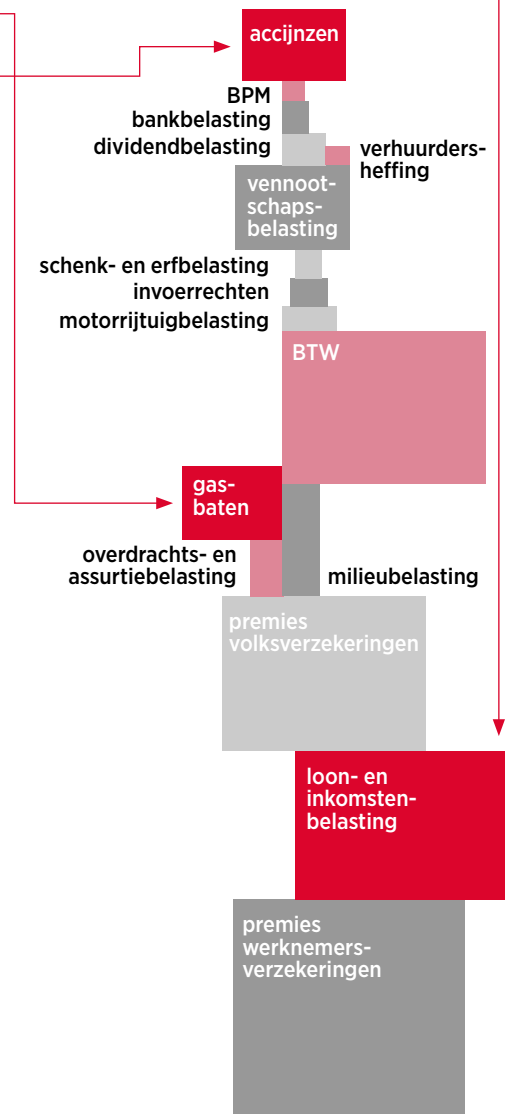 accijnzen
BPM
bankbelasting
dividendbelasting
verhuurders-
heffing
vennoot-
schaps-
belasting
schenk- en erfbelasting
invoerrechten
motorrijtuigbelasting
BTW
gas-
baten
overdrachts- en
assurtiebelasting
milieubelasting
premies
volksverzekeringen
loon- en
inkomsten-
belasting
premies
werknemers-
verzekeringen